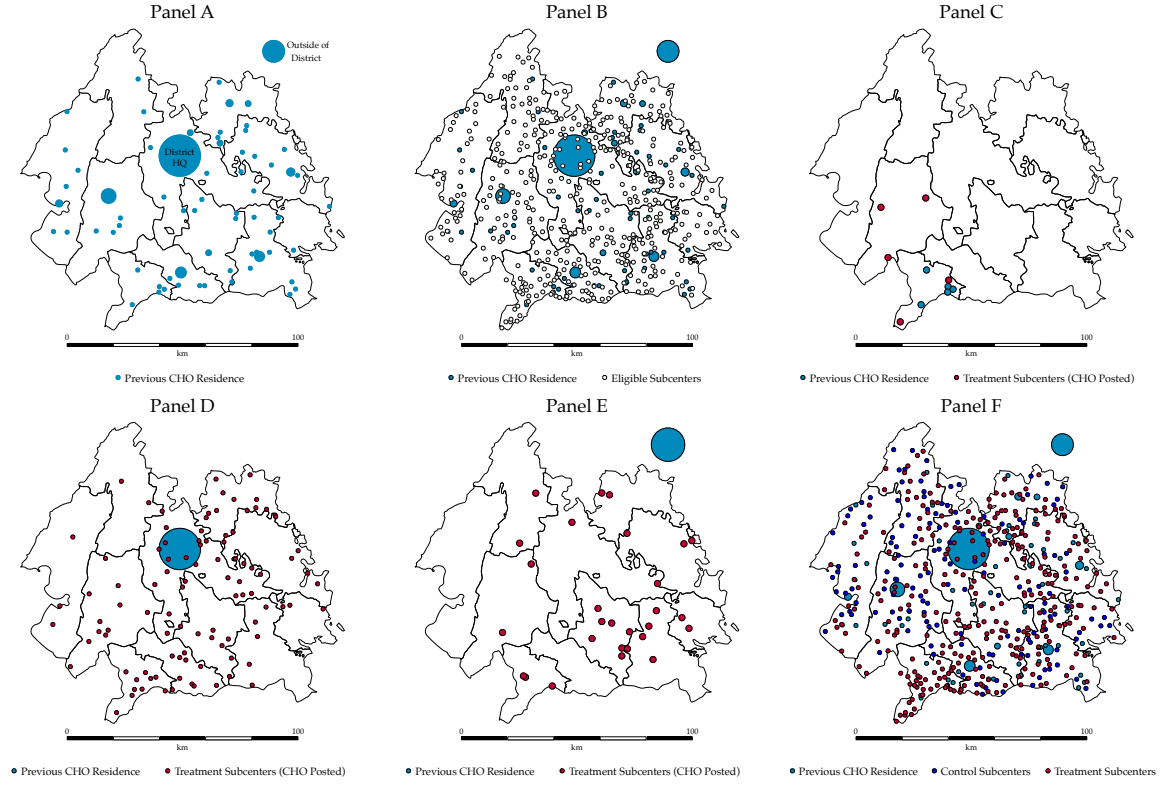 Panel A
Panel B
Panel C
Outside of
District
District
HQ
0 100
km
0 100
km
0 100
km
Previous CHO Residence
Previous CHO Residence Eligible Subcenters
Previous CHO Residence Treatment Subcenters (CHO Posted)
Panel D
Panel E
Panel F
0 100
km
0 100
km
0 100
km
Previous CHO Residence Treatment Subcenters (CHO Posted)
Previous CHO Residence Treatment Subcenters (CHO Posted)
Previous CHO Residence Control Subcenters Treatment Subcenters